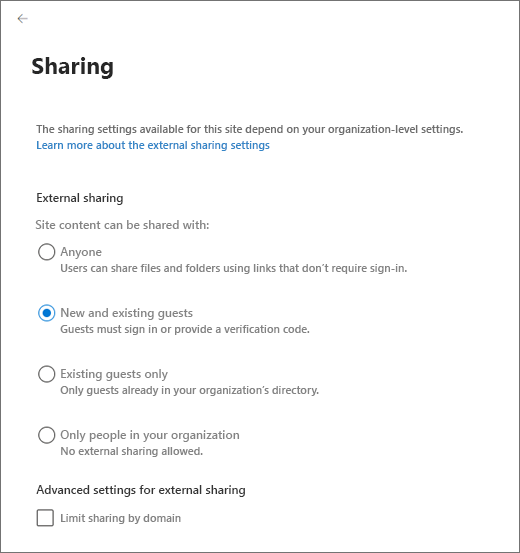 Sharing
The sharing settings available for this site depend on your organization-level settings.
Learn more about the external sharing settings
External sharing
Site content can be shared with:
Anyone
Users can share files and folders using links that don't require sign-in.
New and existing guests
Guests must sign in or provide a verification code.
Existing guests only
Only guests already in your organization's directory.
Only people in your organization
No external sharing allowed.
Advanced settings for external sharing
Limit sharing by domain